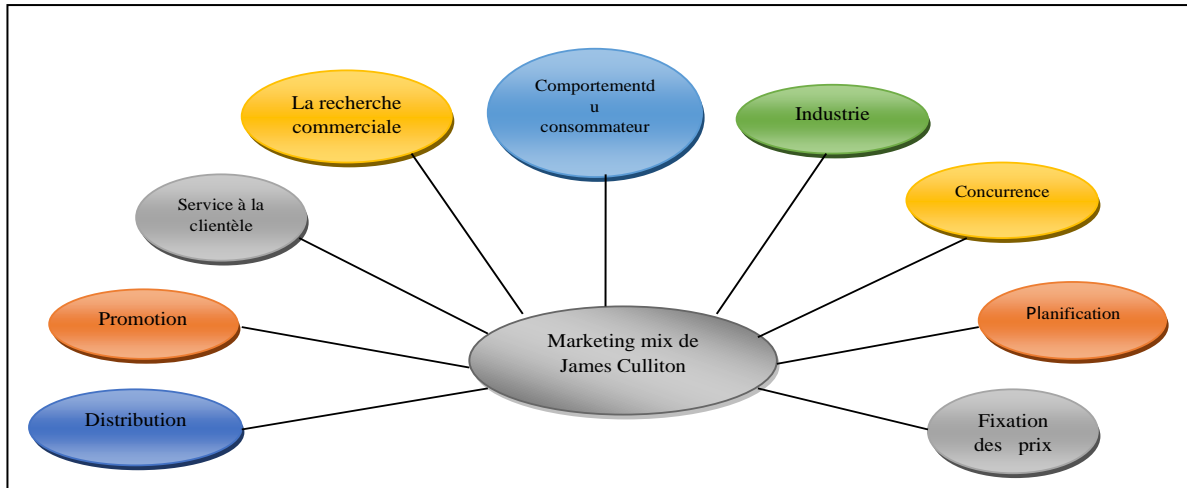 La recherche
commerciale
Comportementd
u
consommateur
Industrie
Service à la
clientèle
Concurrence
Promotion
Planification
Marketing mix de
James Culliton
Distribution
Fixation
des prix